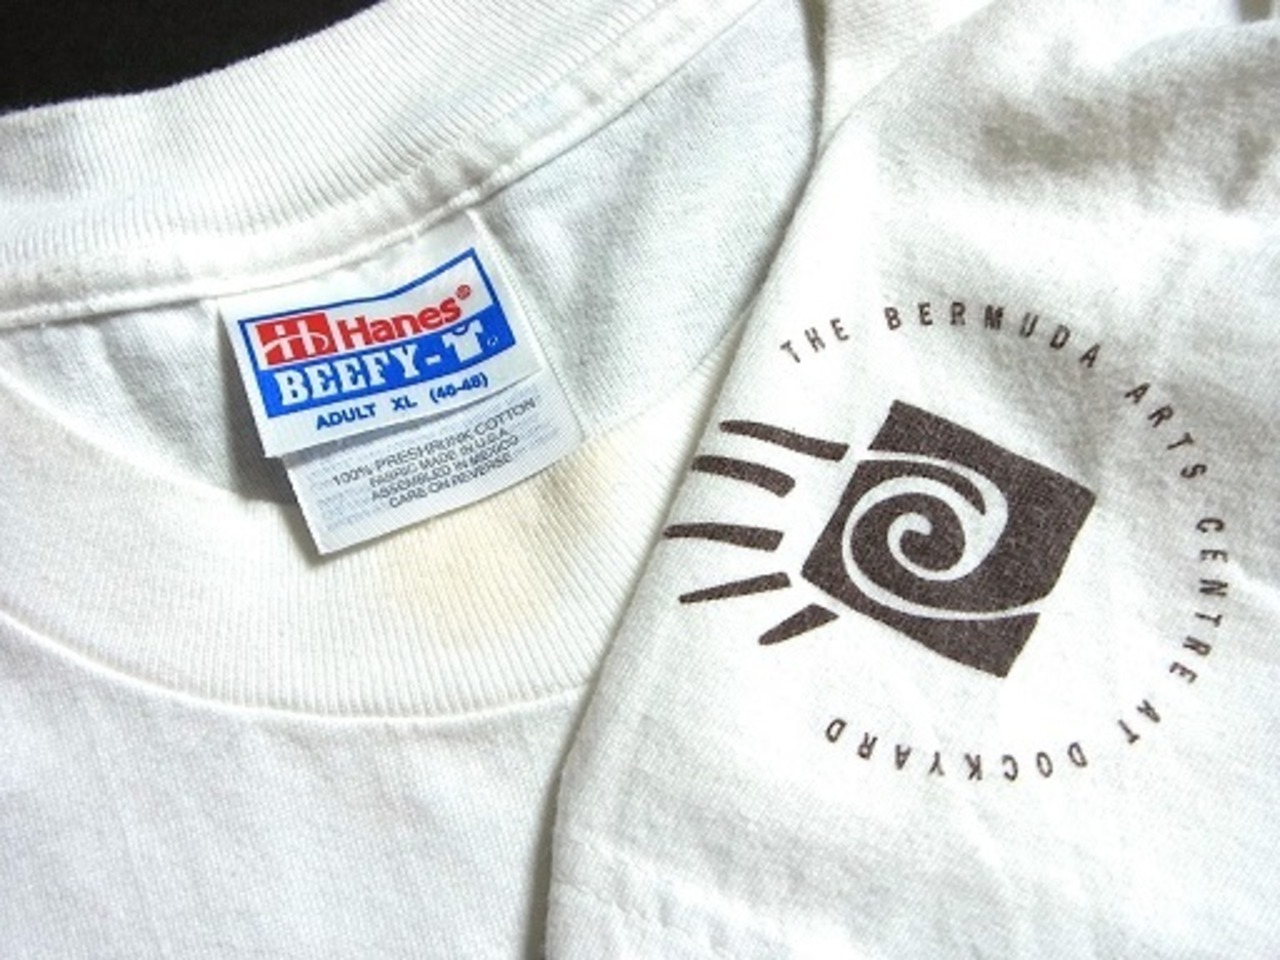 Hanes®
BEEFY-T®
ADULT XL (46-48)
100% PRESHRUNK COTTON
FABRIC MADE IN U.S.A.
ASSEMBLED IN MEXICO
CARE ON REVERSE
THE BERMUDA ARTS CENTRE AT DOCKYARD